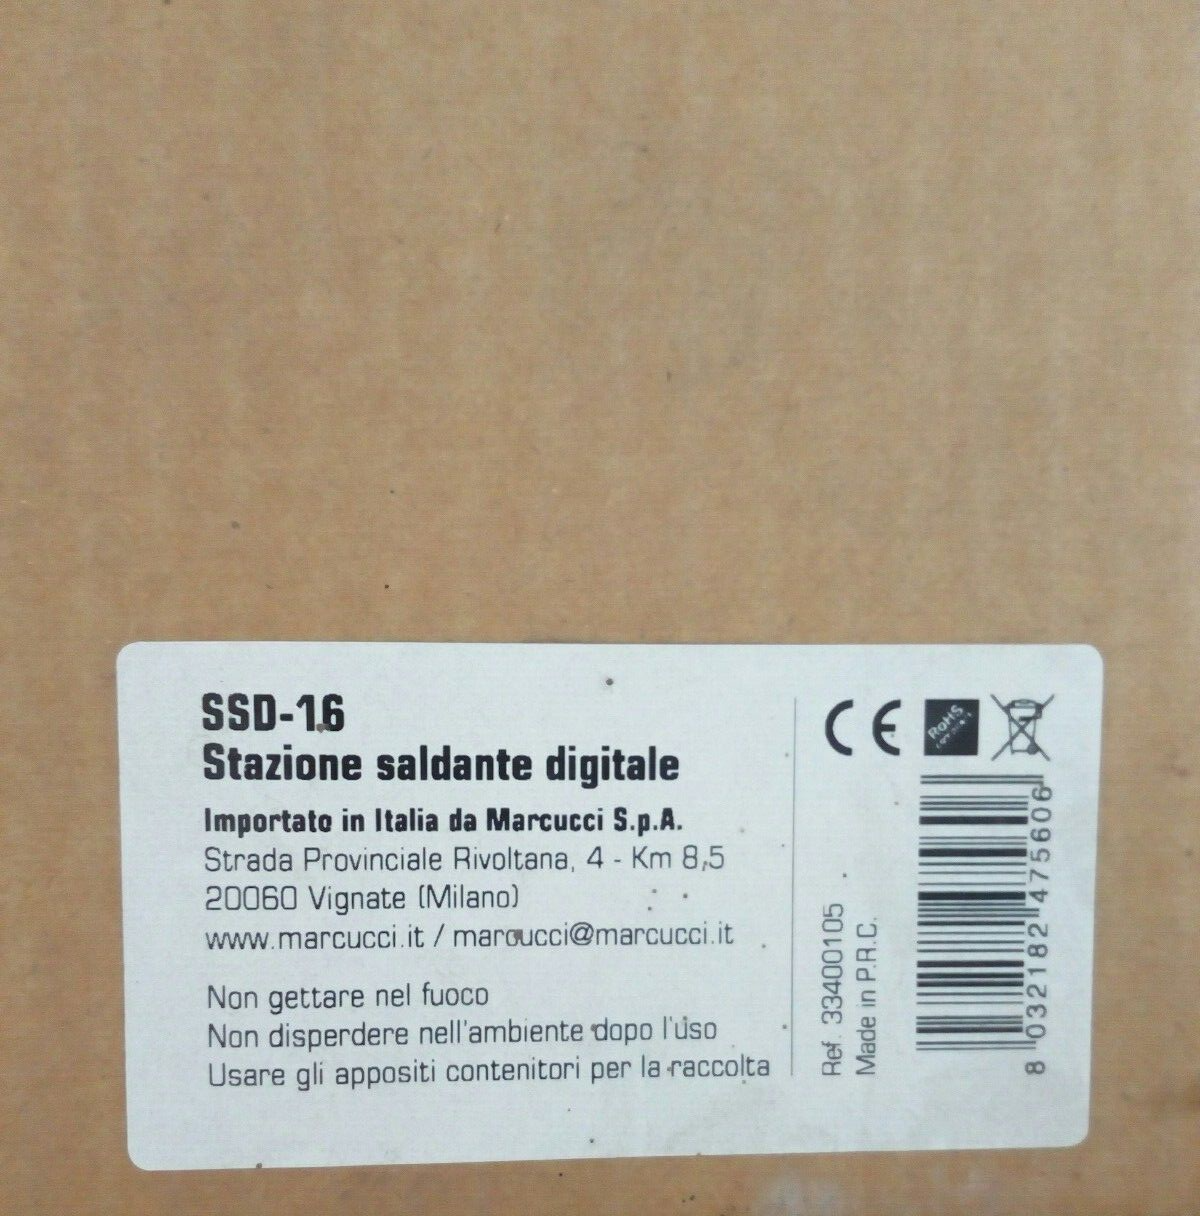 SSD-16
Stazione saldante digitale
Importato in Italia da Marcucci S.p.A.
Strada Provinciale Rivoltana, 4 - Km 8,5
20060 Vignate (Milano)
www.marcucci.it / marcucci@marcucci.it
Non gettare nel fuoco
Non disperdere nell'ambiente dopo l'uso
Usare gli appositi contenitori per la raccolta
CE
RoHS
Ref. 33400105
Made in P.R.C.
8 032182 475606